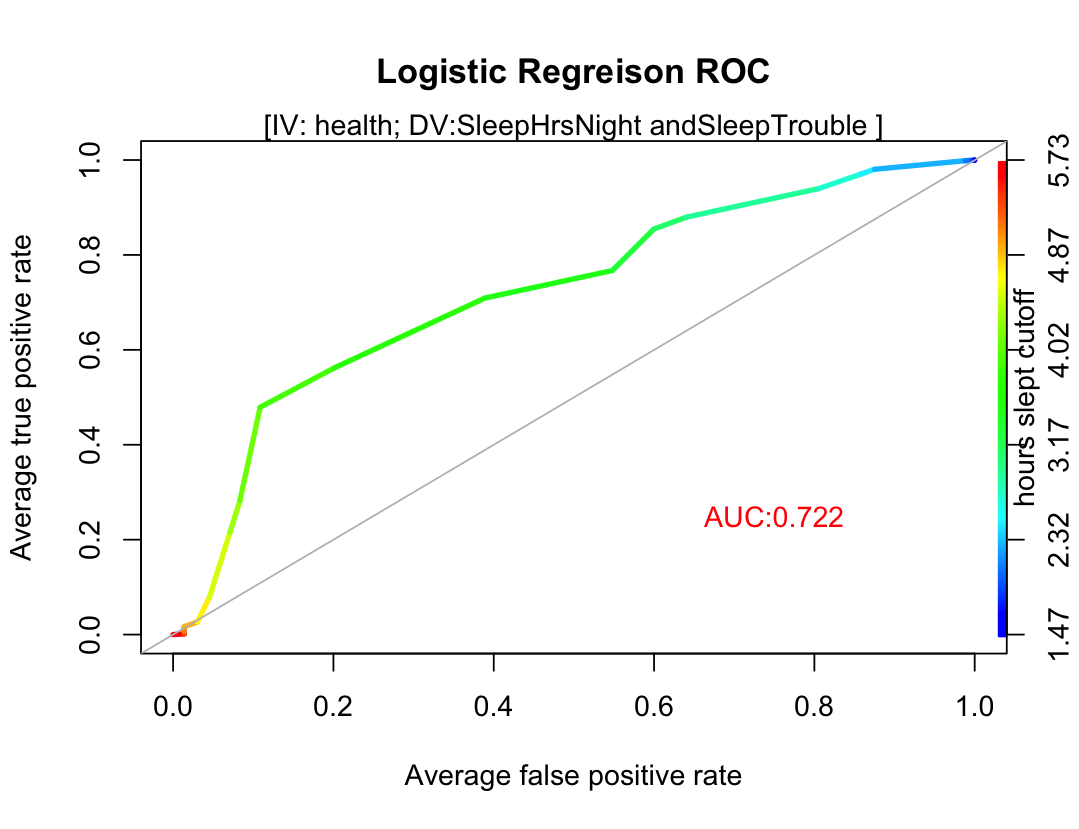 Logistic Regreison ROC
[IV: health; DV:SleepHrsNight andSleepTrouble ]
Average true positive rate
1.0
0.8
0.6
0.4
0.2
0.0
AUC:0.722
5.73
4.87
4.02
3.17
2.32
1.47
hours slept cutoff
0.0 0.2 0.4 0.6 0.8 1.0
Average false positive rate